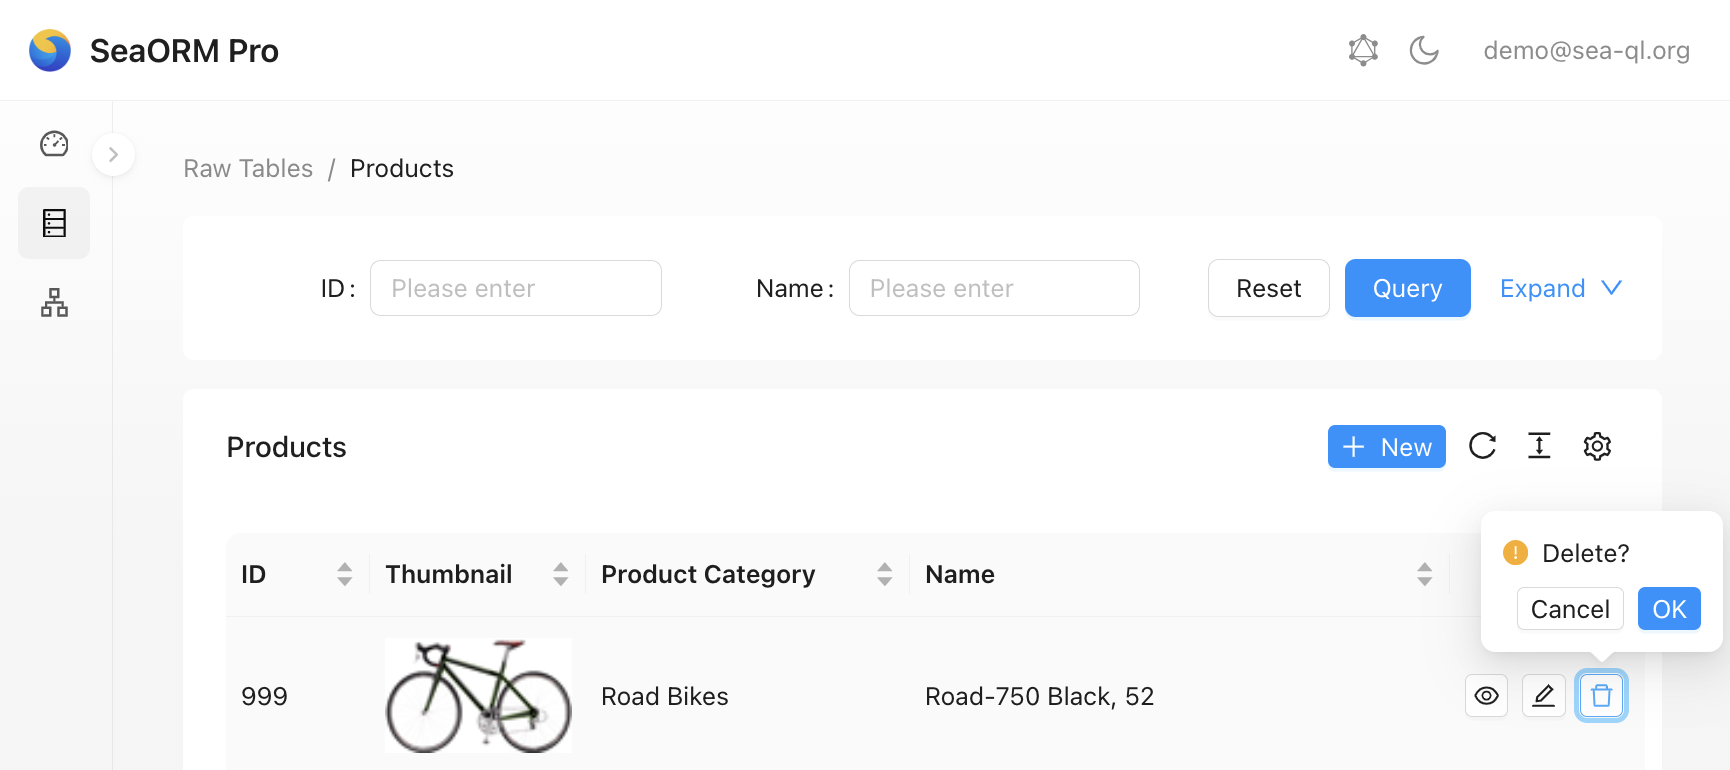 SeaORM Pro
demo@sea-ql.org
Raw Tables / Products
ID :
Please enter
Name :
Please enter
Reset
Query
Expand
Products
+ New
Delete?
Cancel
OK
ID
Thumbnail
Product Category
Name
999
Road Bikes
Road-750 Black, 52